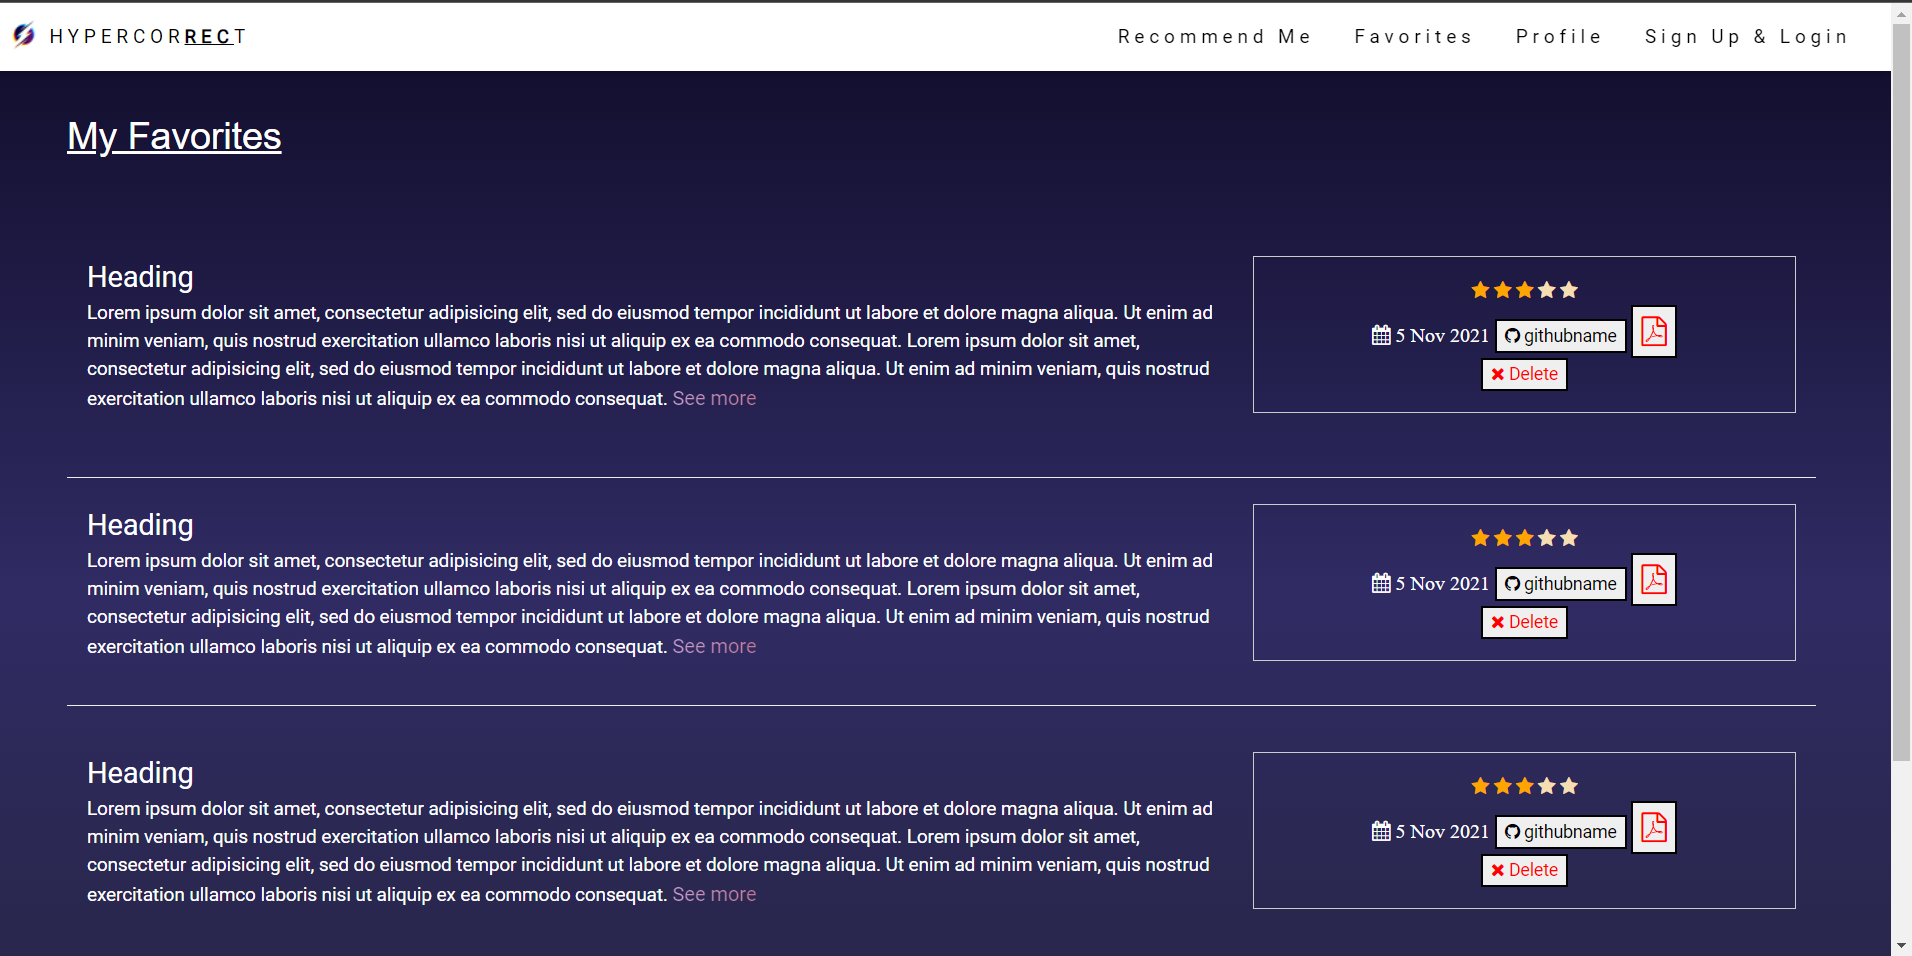 HYPERCORRECT
Recommend Me
Favorites
Profile
Sign Up & Login
My Favorites
Heading
Lorem ipsum dolor sit amet, consectetur adipisicing elit, sed do eiusmod tempor incididunt ut labore et dolore magna aliqua. Ut enim ad
minim veniam, quis nostrud exercitation ullamco laboris nisi ut aliquip ex ea commodo consequat. Lorem ipsum dolor sit amet,
consectetur adipisicing elit, sed do eiusmod tempor incididunt ut labore et dolore magna aliqua. Ut enim ad minim veniam, quis nostrud
exercitation ullamco laboris nisi ut aliquip ex ea commodo consequat. See more
5 Nov 2021 githubname
Delete
Heading
Lorem ipsum dolor sit amet, consectetur adipisicing elit, sed do eiusmod tempor incididunt ut labore et dolore magna aliqua. Ut enim ad
minim veniam, quis nostrud exercitation ullamco laboris nisi ut aliquip ex ea commodo consequat. Lorem ipsum dolor sit amet,
consectetur adipisicing elit, sed do eiusmod tempor incididunt ut labore et dolore magna aliqua. Ut enim ad minim veniam, quis nostrud
exercitation ullamco laboris nisi ut aliquip ex ea commodo consequat. See more
5 Nov 2021 githubname
Delete
Heading
Lorem ipsum dolor sit amet, consectetur adipisicing elit, sed do eiusmod tempor incididunt ut labore et dolore magna aliqua. Ut enim ad
minim veniam, quis nostrud exercitation ullamco laboris nisi ut aliquip ex ea commodo consequat. Lorem ipsum dolor sit amet,
consectetur adipisicing elit, sed do eiusmod tempor incididunt ut labore et dolore magna aliqua. Ut enim ad minim veniam, quis nostrud
exercitation ullamco laboris nisi ut aliquip ex ea commodo consequat. See more
5 Nov 2021 githubname
Delete